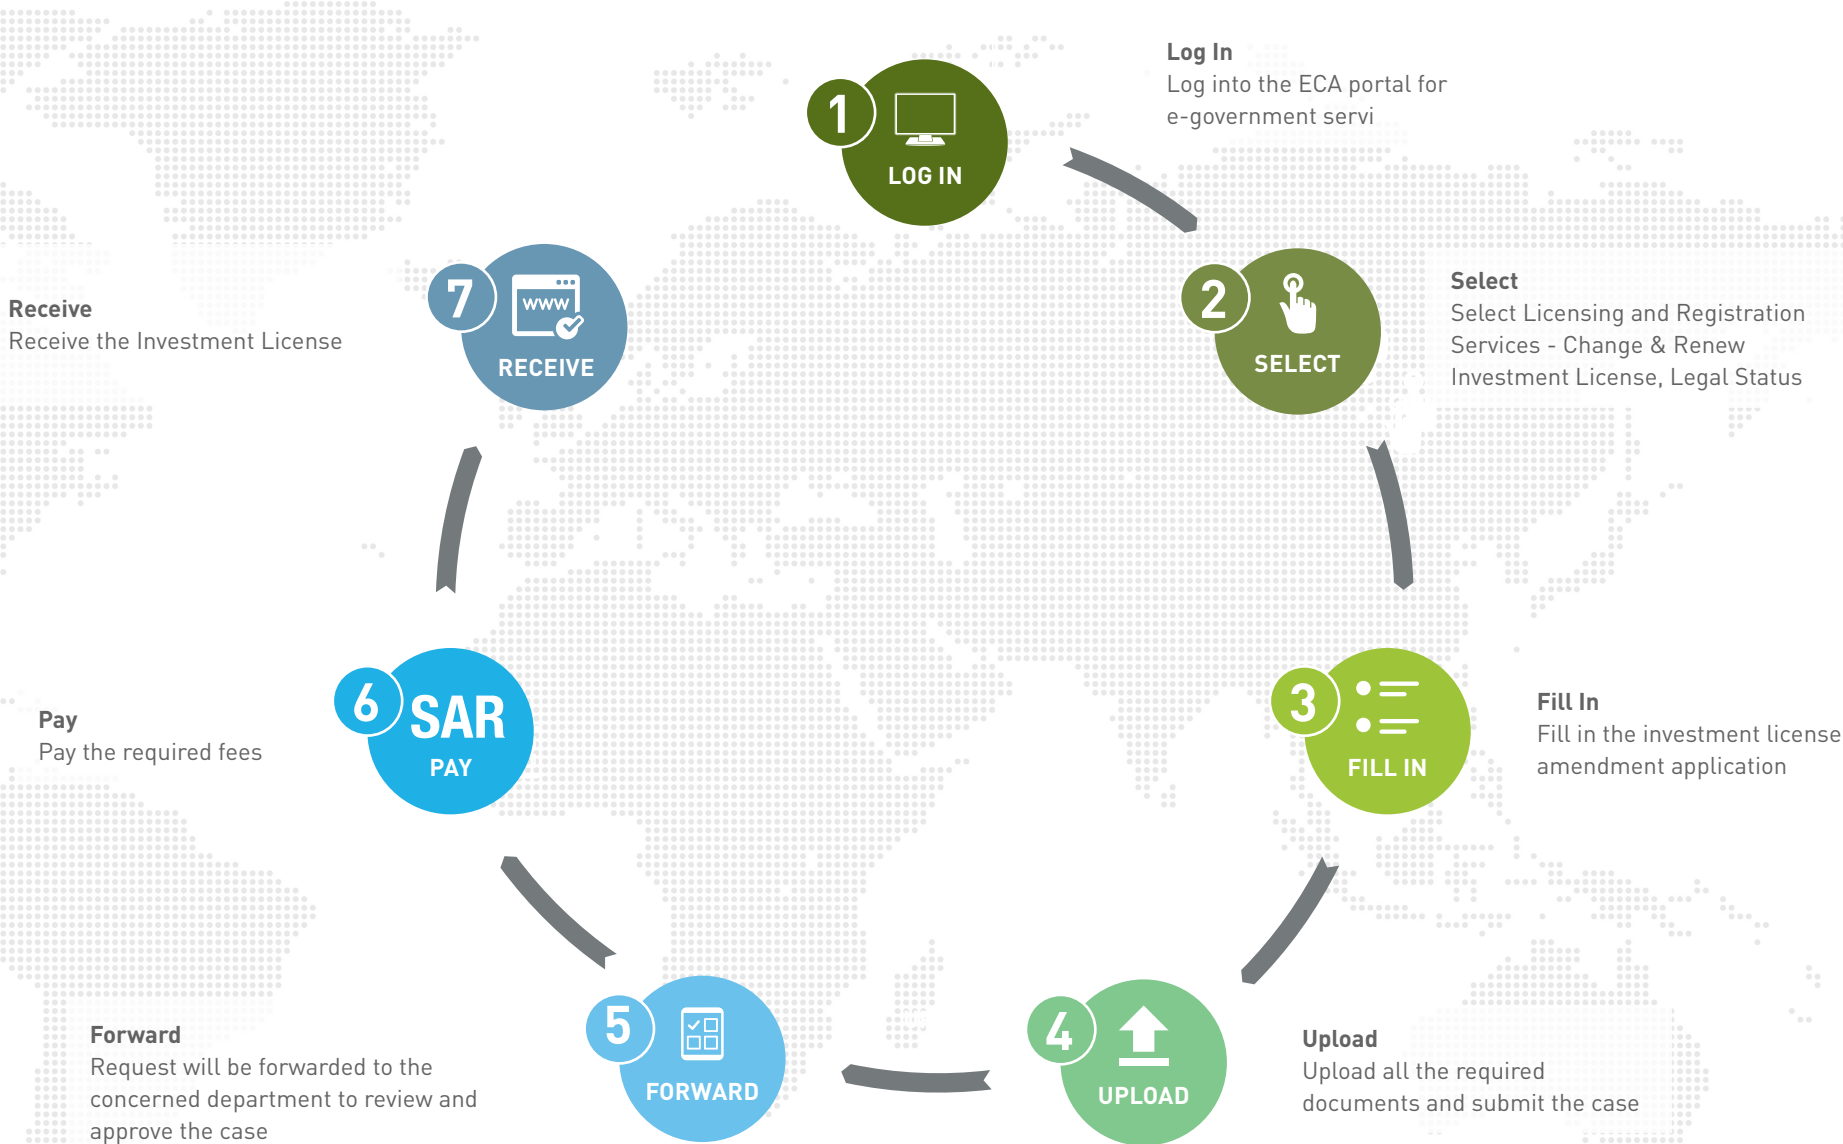 1
LOG IN
Log In
Log into the ECA portal for
e-government servi
2
SELECT
Select
Select Licensing and Registration
Services - Change & Renew
Investment License, Legal Status
3
FILL IN
Fill In
Fill in the investment license
amendment application
4
UPLOAD
Upload
Upload all the required
documents and submit the case
5
FORWARD
Forward
Request will be forwarded to the
concerned department to review and
approve the case
6
SAR
PAY
Pay
Pay the required fees
7
WWW
RECEIVE
Receive
Receive the Investment License